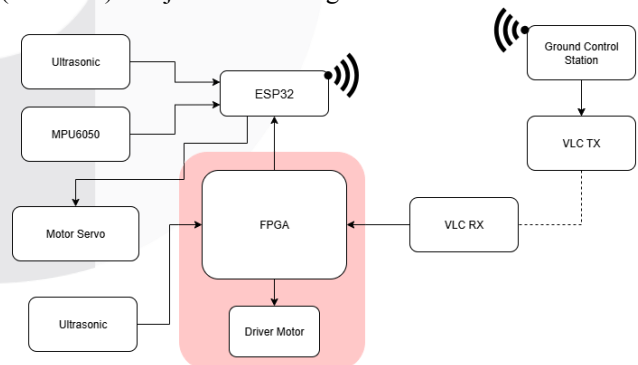 Ultrasonic
ESP32
Ground Control
Station
MPU6050
VLC TX
FPGA
VLC RX
Motor Servo
Ultrasonic
Driver Motor